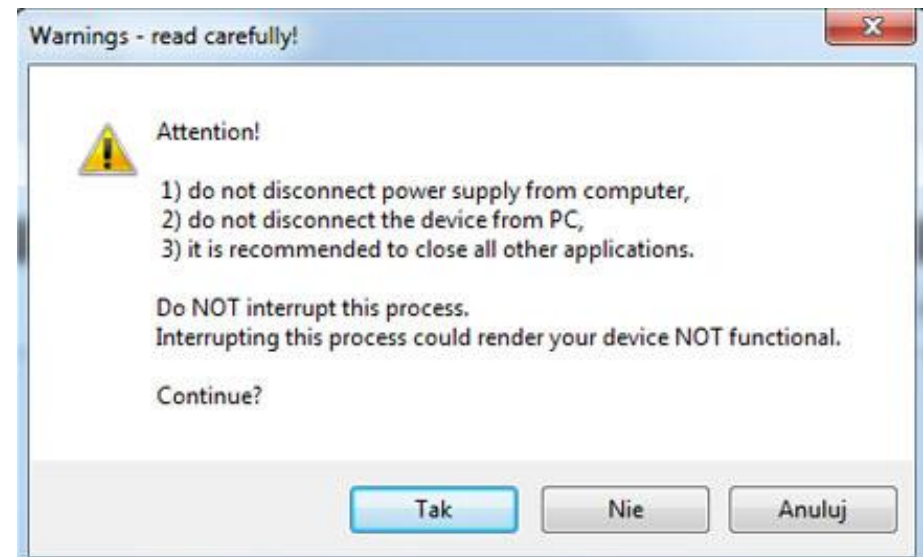 Warnings - read carefully!
Attention!
1) do not disconnect power supply from computer,
2) do not disconnect the device from PC,
3) it is recommended to close all other applications.
Do NOT interrupt this process.
Interrupting this process could render your device NOT functional.
Continue?
Tak
Nie
Anuluj